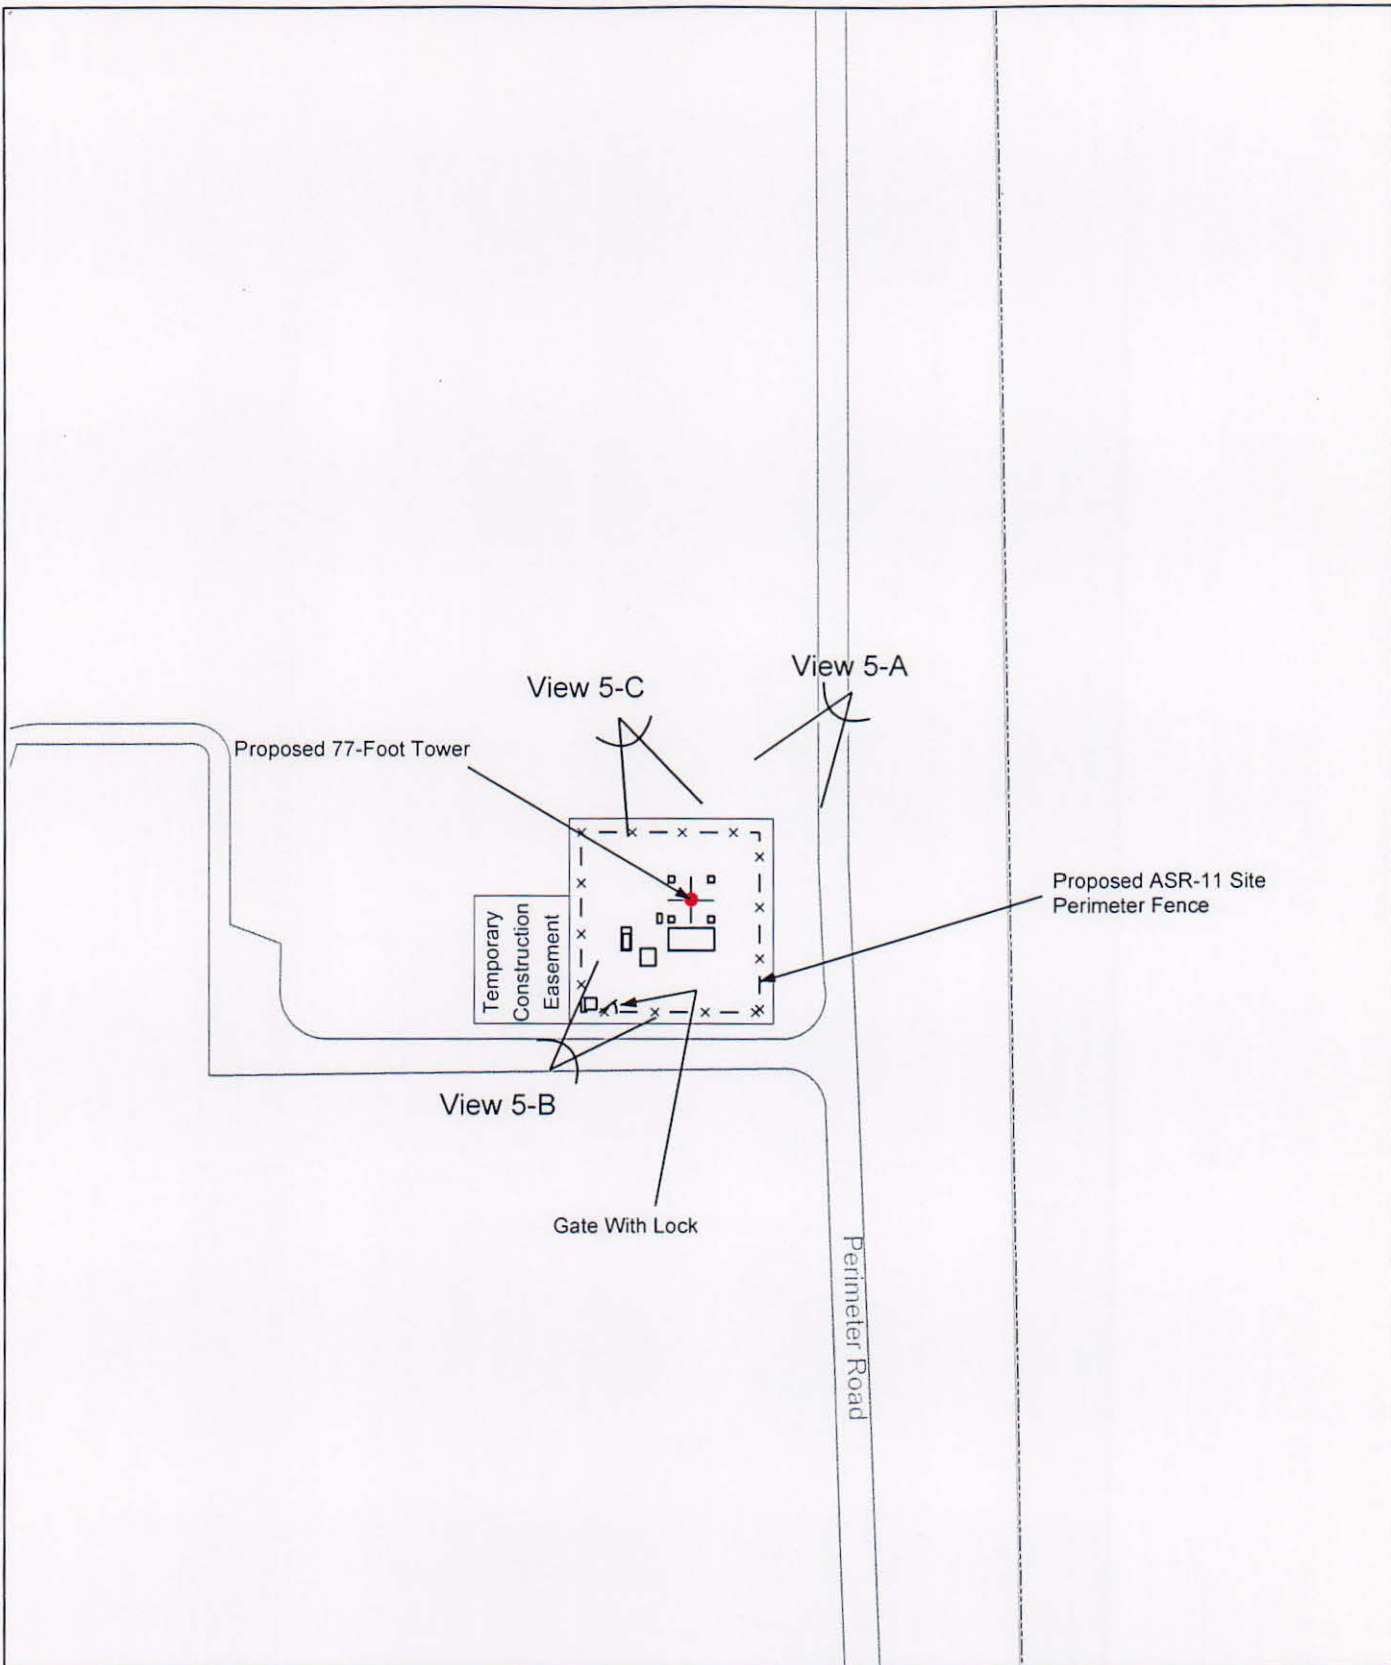 View 5-A
View 5-C
Proposed 77-Foot Tower
Proposed ASR-11 Site
Perimeter Fence
Temporary
Construction
Easement
View 5-B
Gate With Lock
Perimeter Road